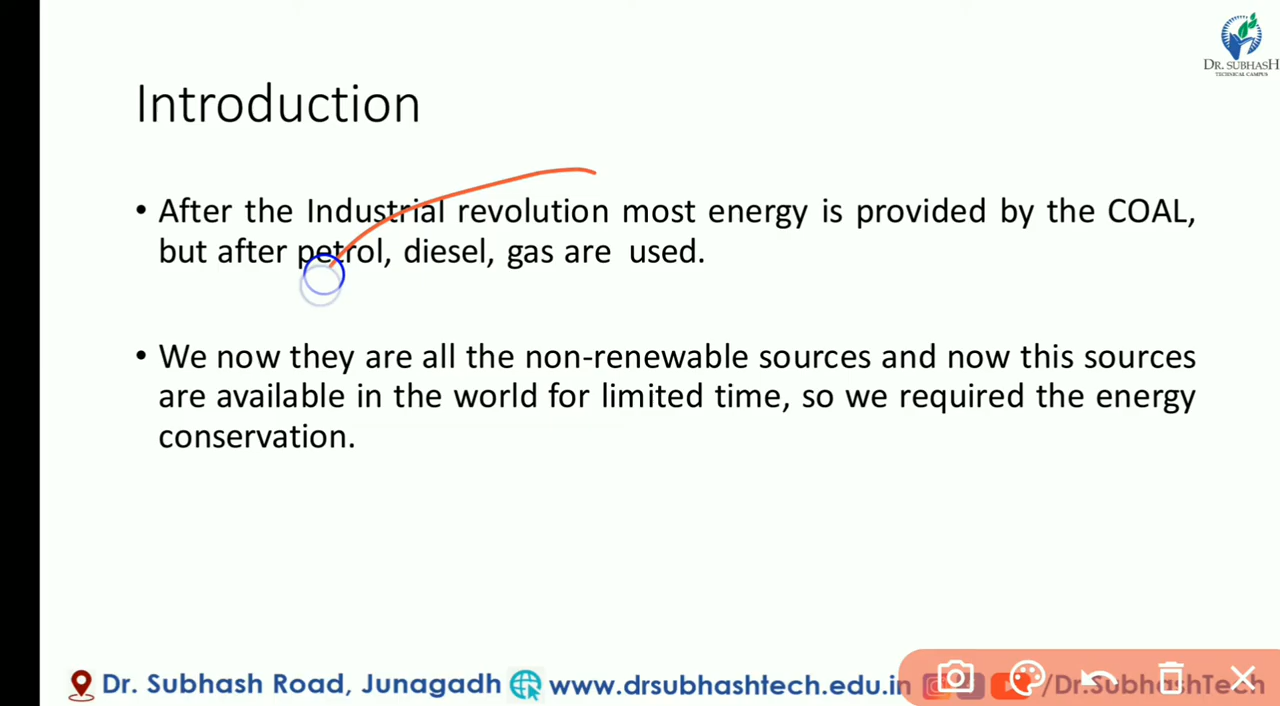 DR. SUBHASH
TECHNICAL CAMPUS
Introduction
• After the Industrial revolution most energy is provided by the COAL,
but after petrol, diesel, gas are used.
• We now they are all the non-renewable sources and now this sources
are available in the world for limited time, so we required the energy
conservation.
Dr. Subhash Road, Junagadh www.drsubhashtech.edu.in /Dr.SubhashTech